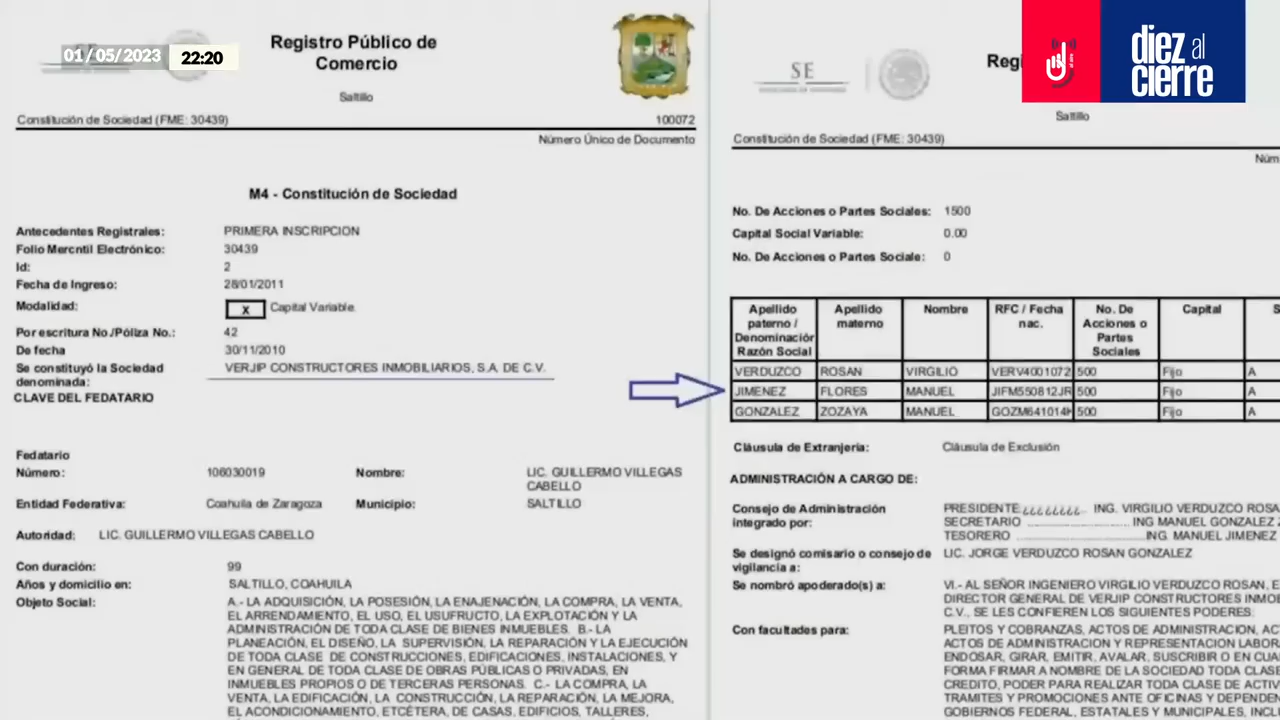 01/05/2023 22:20
Registro Público de
Comercio
Saltillo
Constitución de Sociedad (FME: 30439) 100072
Número Único de Documento
M4 - Constitución de Sociedad
Antecedentes Registrales: PRIMERA INSCRIPCION
Folio Mercntil Electrónico: 30439
Id: 2
Fecha de Ingreso: 28/01/2011
Modalidad: X Capital Variable
Por escritura No./Póliza No.: 42
De fecha 30/11/2010
Se constituyó la Sociedad VERJIP CONSTRUCTORES INMOBILIARIOS, S.A. DE C.V.
denominada:
CLAVE DEL FEDATARIO
Fedatario
Número: 106030019 Nombre: LIC. GUILLERMO VILLEGAS
CABELLO
Entidad Federativa: Coahuila de Zaragoza Municipio: SALTILLO
Autoridad: LIC. GUILLERMO VILLEGAS CABELLO
Con duración: 99
Años y domicilio en: SALTILLO, COAHUILA
Objeto Social: A.- LA ADQUISICIÓN, LA POSESIÓN, LA ENAJENACIÓN, LA COMPRA, LA VENTA,
EL ARRENDAMIENTO, EL USO, EL USUFRUCTO, LA EXPLOTACIÓN Y LA
ADMINISTRACIÓN DE TODA CLASE DE BIENES INMUEBLES. B.- LA
PLANEACIÓN, EL DISEÑO, LA SUPERVISIÓN, LA REPARACIÓN Y LA EJECUCIÓN
DE TODA CLASE DE CONSTRUCCIONES, EDIFICACIONES, INSTALACIONES, Y
EN GENERAL DE TODA CLASE DE OBRAS PÚBLICAS O PRIVADAS, EN
INMUEBLES PROPIOS O DE TERCERAS PERSONAS. C.- LA COMPRA, LA
VENTA, LA EDIFICACIÓN, LA CONSTRUCCIÓN, LA REPARACIÓN, LA MEJORA,
EL ACONDICIONAMIENTO, ETCÉTERA, DE CASAS, EDIFICIOS, TALLERES,
SE
Regi
diez al
cierre
Saltillo
Constitución de Sociedad (FME: 30439)
Núm
No. De Acciones o Partes Sociales: 1500
Capital Social Variable: 0.00
No. De Acciones o Partes Sociale: 0
Apellido Apellido Nombre RFC / Fecha No. De Capital S
paterno / materno nac. Acciones o
Denominación Partes
Razón Social Sociales
VERDUZCO ROSAN VIRGILIO VERV4001072 500 Fijo A
JIMENEZ FLORES MANUEL JIFM550812JR 500 Fijo A
GONZALEZ ZOZAYA MANUEL GOZM641014H 500 Fijo A
Cláusula de Extranjería: Cláusula de Exclusión
ADMINISTRACIÓN A CARGO DE:
Consejo de Administración PRESIDENTE¿¿¿¿¿¿¿¿.. ING. VIRGILIO VERDUZCO ROSA
integrado por: SECRETARIO ........................ ING MANUEL GONZALEZ Z
TESORERO ............................ING. MANUEL JIMENEZ
Se designó comisario o consejo de LIC. JORGE VERDUZCO ROSAN GONZALEZ
vigilancia a:
Se nombró apoderado(s) a: VI.- AL SEÑOR INGENIERO VIRGILIO VERDUZCO ROSAN, E
DIRECTOR GENERAL DE VERJIP CONSTRUCTORES INMOB
C.V., SE LES CONFIEREN LOS SIGUIENTES PODERES:
Con facultades para: PLEITOS Y COBRANZAS, ACTOS DE ADMINISTRACION, AC
ACTOS DE ADMINISTRACION Y REPRESENTACION LABORA
ENDOSAR, GIRAR, EMITIR, AVALAR, SUSCRIBIR O EN CUA
FORMA FIRMAR A NOMBRE DE LA SOCIEDAD TODA CLASE
CREDITO, PODER PARA REALIZAR TODA CLASE DE ACTIV
TRAMITES Y PROMOCIONES ANTE OFICINAS Y DEPENDE
GOBIERNOS FEDERAL, ESTATALES Y MUNICIPALES, INCL